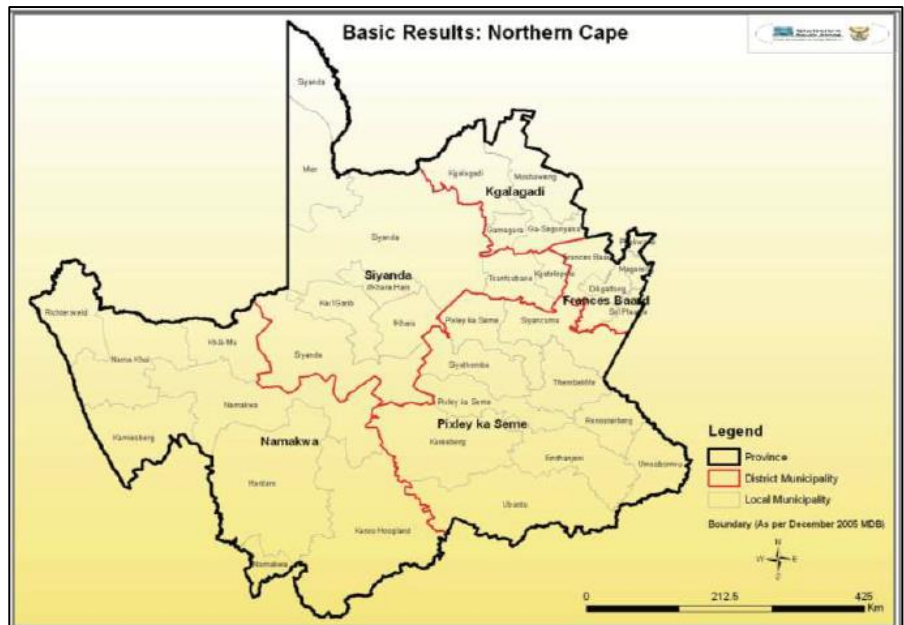 Basic Results: Northern Cape
Siyanda
Mier
Kgalagadi
Moshaweng
Kgalagadi
Gamagara
Ga-Segonyana
Siyanda
Siyanda
//Khara Hais
Tsantsabane
Kgatelopele
Frances Baard
Magareng
Dikgatlong
Frances Baard
Sol Plaatje
Kai !Garib
!Kheis
Siyanda
Pixley ka Seme
Siyancuma
Richtersveld
Nama Khoi
Khâi-Ma
Siyathemba
Thembelihle
Namakwa
Pixley ka Seme
Renosterberg
Kamiesberg
Namakwa
Kareeberg
Pixley ka Seme
Emthanjeni
Umsobomvu
Hantam
Ubuntu
Karoo Hoogland
Namakwa
Legend
Province
District Municipality
Local Municipality
Boundary (As per December 2005 MDB)
N
W E
S
0 212.5 425
Km